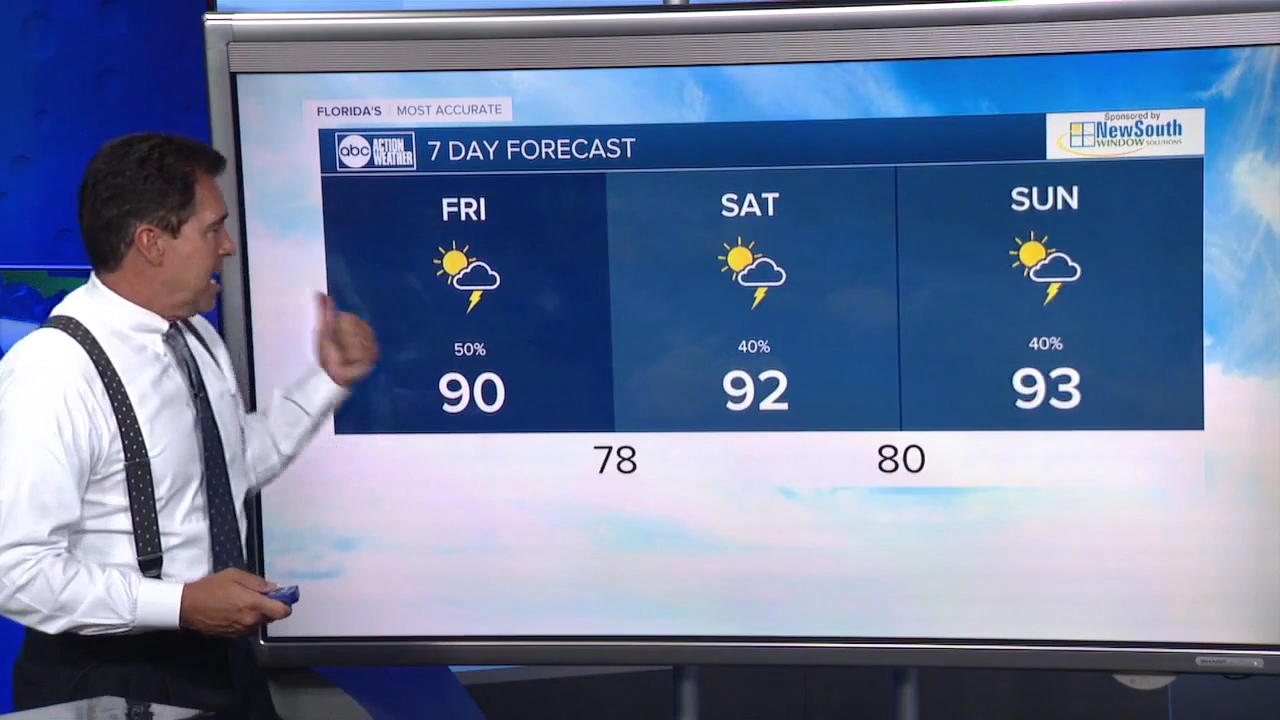 FLORIDA'S MOST ACCURATE
abc ACTION WEATHER 7 DAY FORECAST
Sponsored by
NewSouth
WINDOW SOLUTIONS
FRI SAT SUN
50% 40% 40%
90 92 93
78 80
SHARP